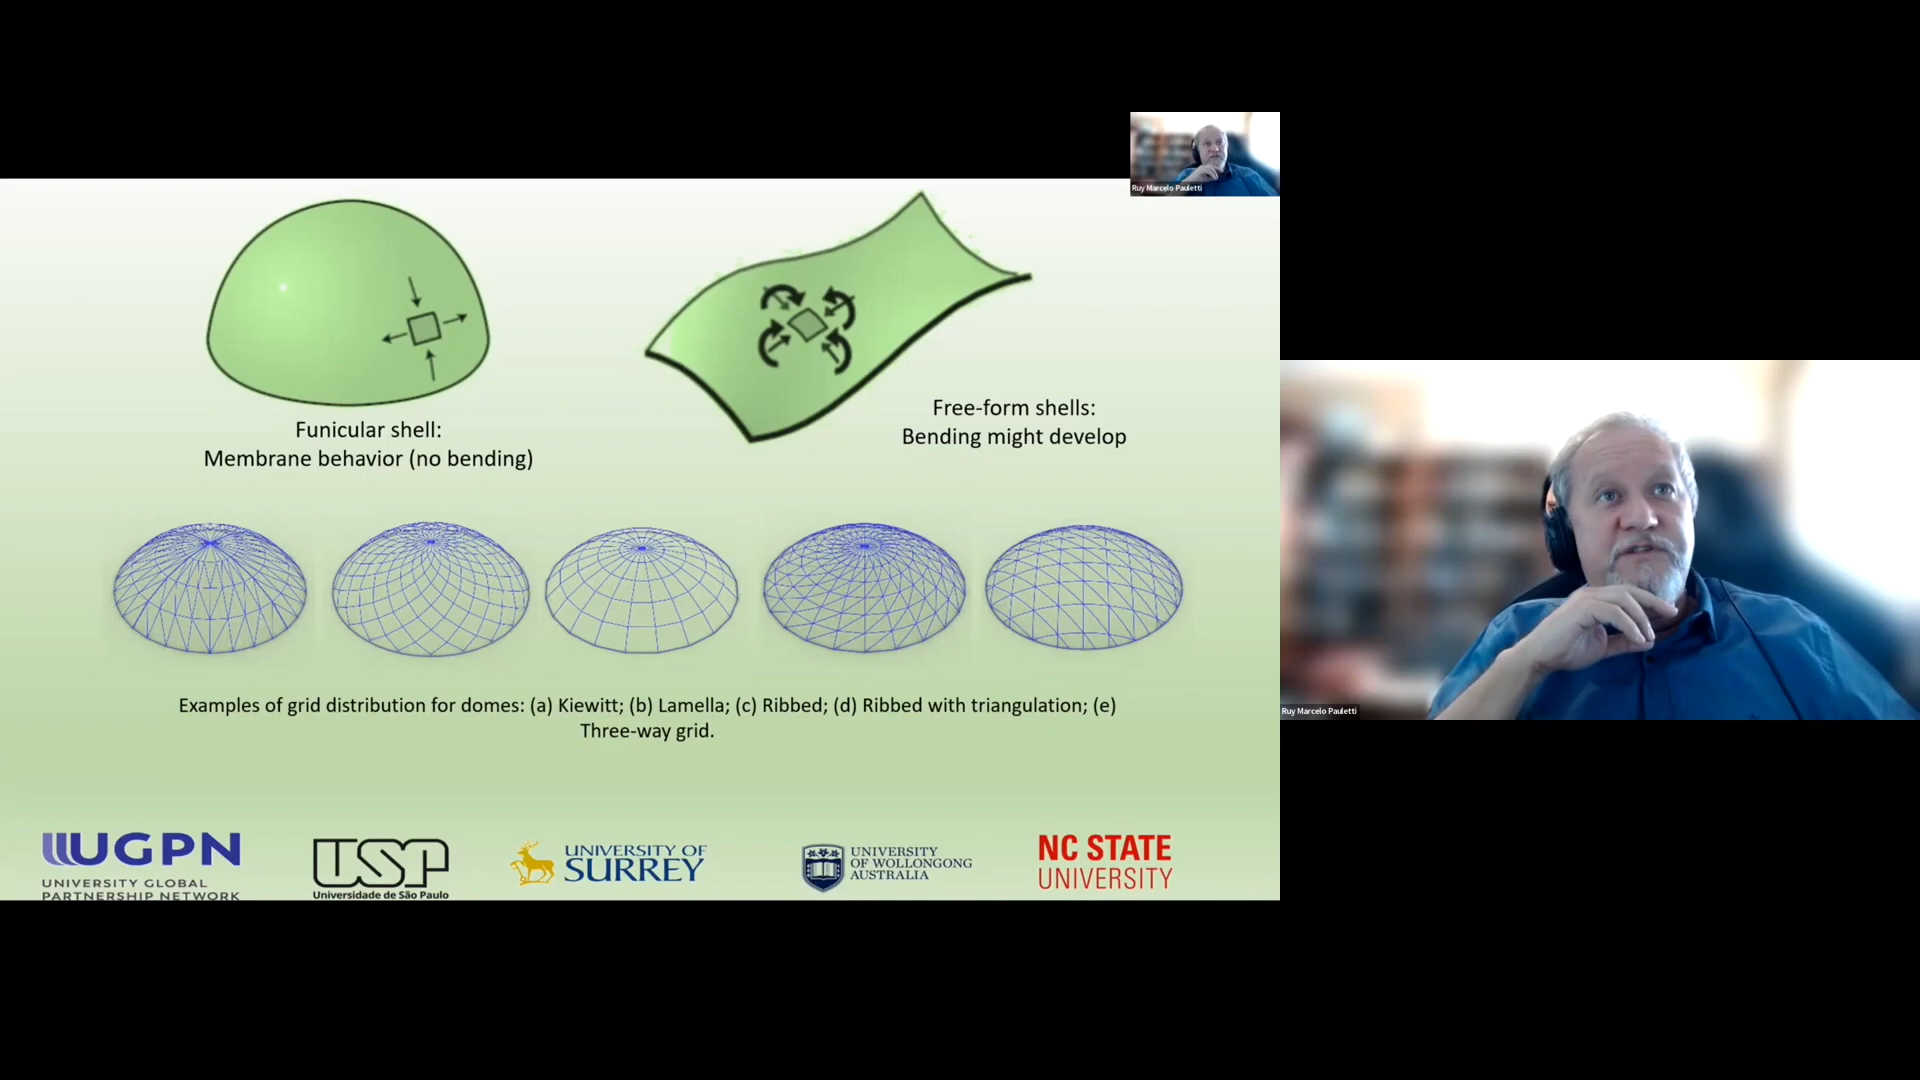 Ruy Marcelo Pauletti
Funicular shell:
Membrane behavior (no bending)
Free-form shells:
Bending might develop
Examples of grid distribution for domes: (a) Kiewitt; (b) Lamella; (c) Ribbed; (d) Ribbed with triangulation; (e)
Three-way grid.
Ruy Marcelo Pauletti
UGPN
UNIVERSITY GLOBAL
PARTNERSHIP NETWORK
USP
Universidade de São Paulo
UNIVERSITY OF
SURREY
UNIVERSITY
OF WOLLONGONG
AUSTRALIA
NC STATE
UNIVERSITY